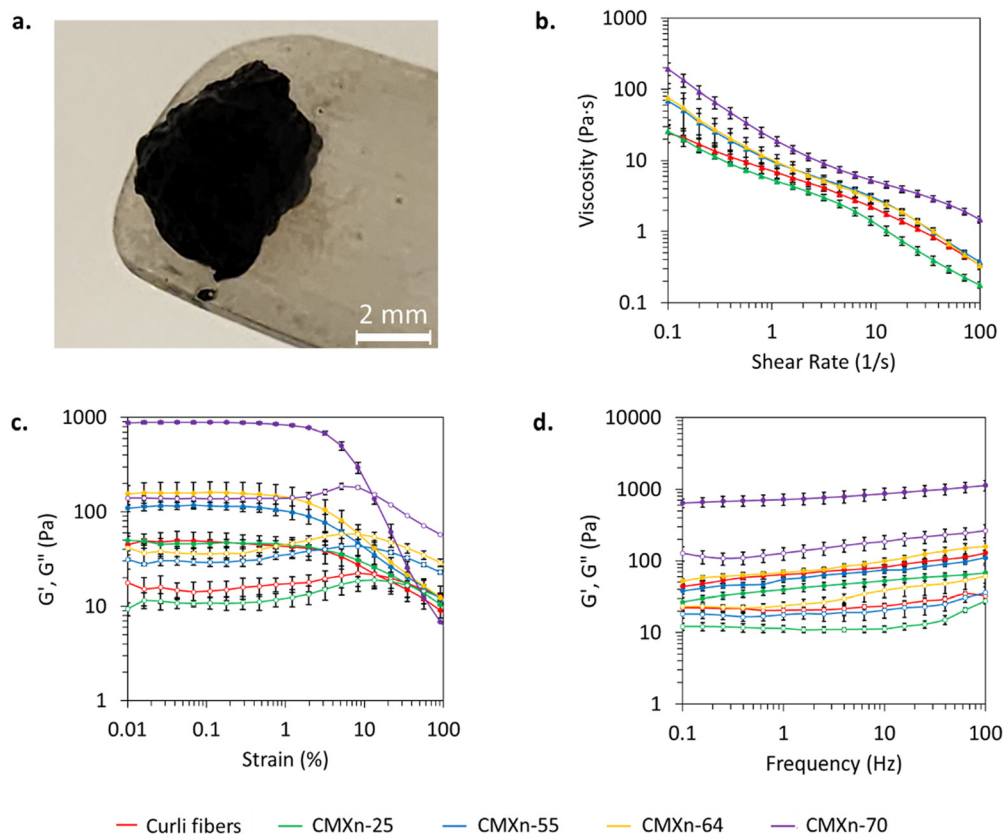 a.
2 mm
b.
Viscosity (Pa·s)
1000
100
10
1
0.1
0.1 1 10 100
Shear Rate (1/s)
c.
G', G" (Pa)
1000
100
10
1
0.01 0.1 1 10 100
Strain (%)
d.
G', G" (Pa)
10000
1000
100
10
1
0.1 1 10 100
Frequency (Hz)
Curli fibers CMXn-25 CMXn-55 CMXn-64 CMXn-70